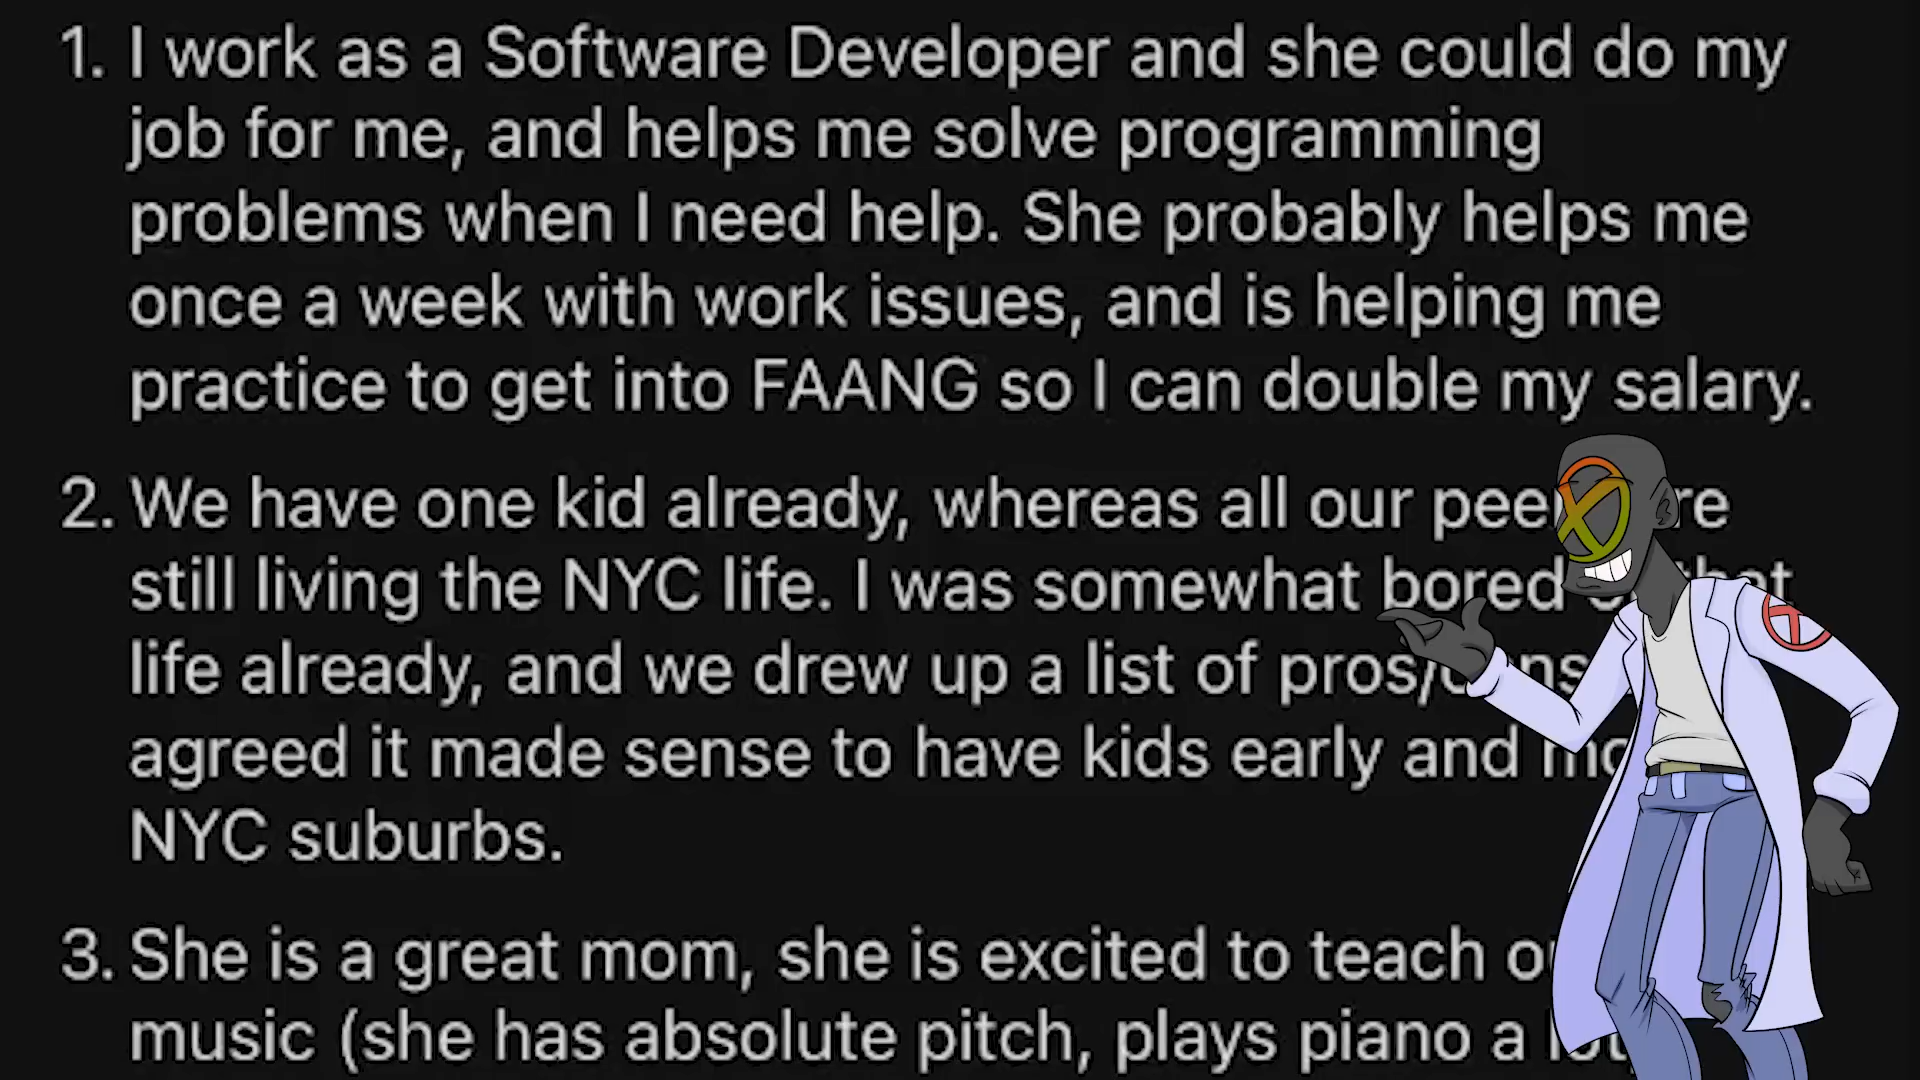 1. I work as a Software Developer and she could do my
job for me, and helps me solve programming
problems when I need help. She probably helps me
once a week with work issues, and is helping me
practice to get into FAANG so I can double my salary.
2. We have one kid already, whereas all our
still living the NYC life. I was somewhat bored
life already, and we drew up a list of
agreed it made sense to have kids early and
NYC suburbs.
3. She is a great mom, she is excited to teach
music (she has absolute pitch, plays piano a